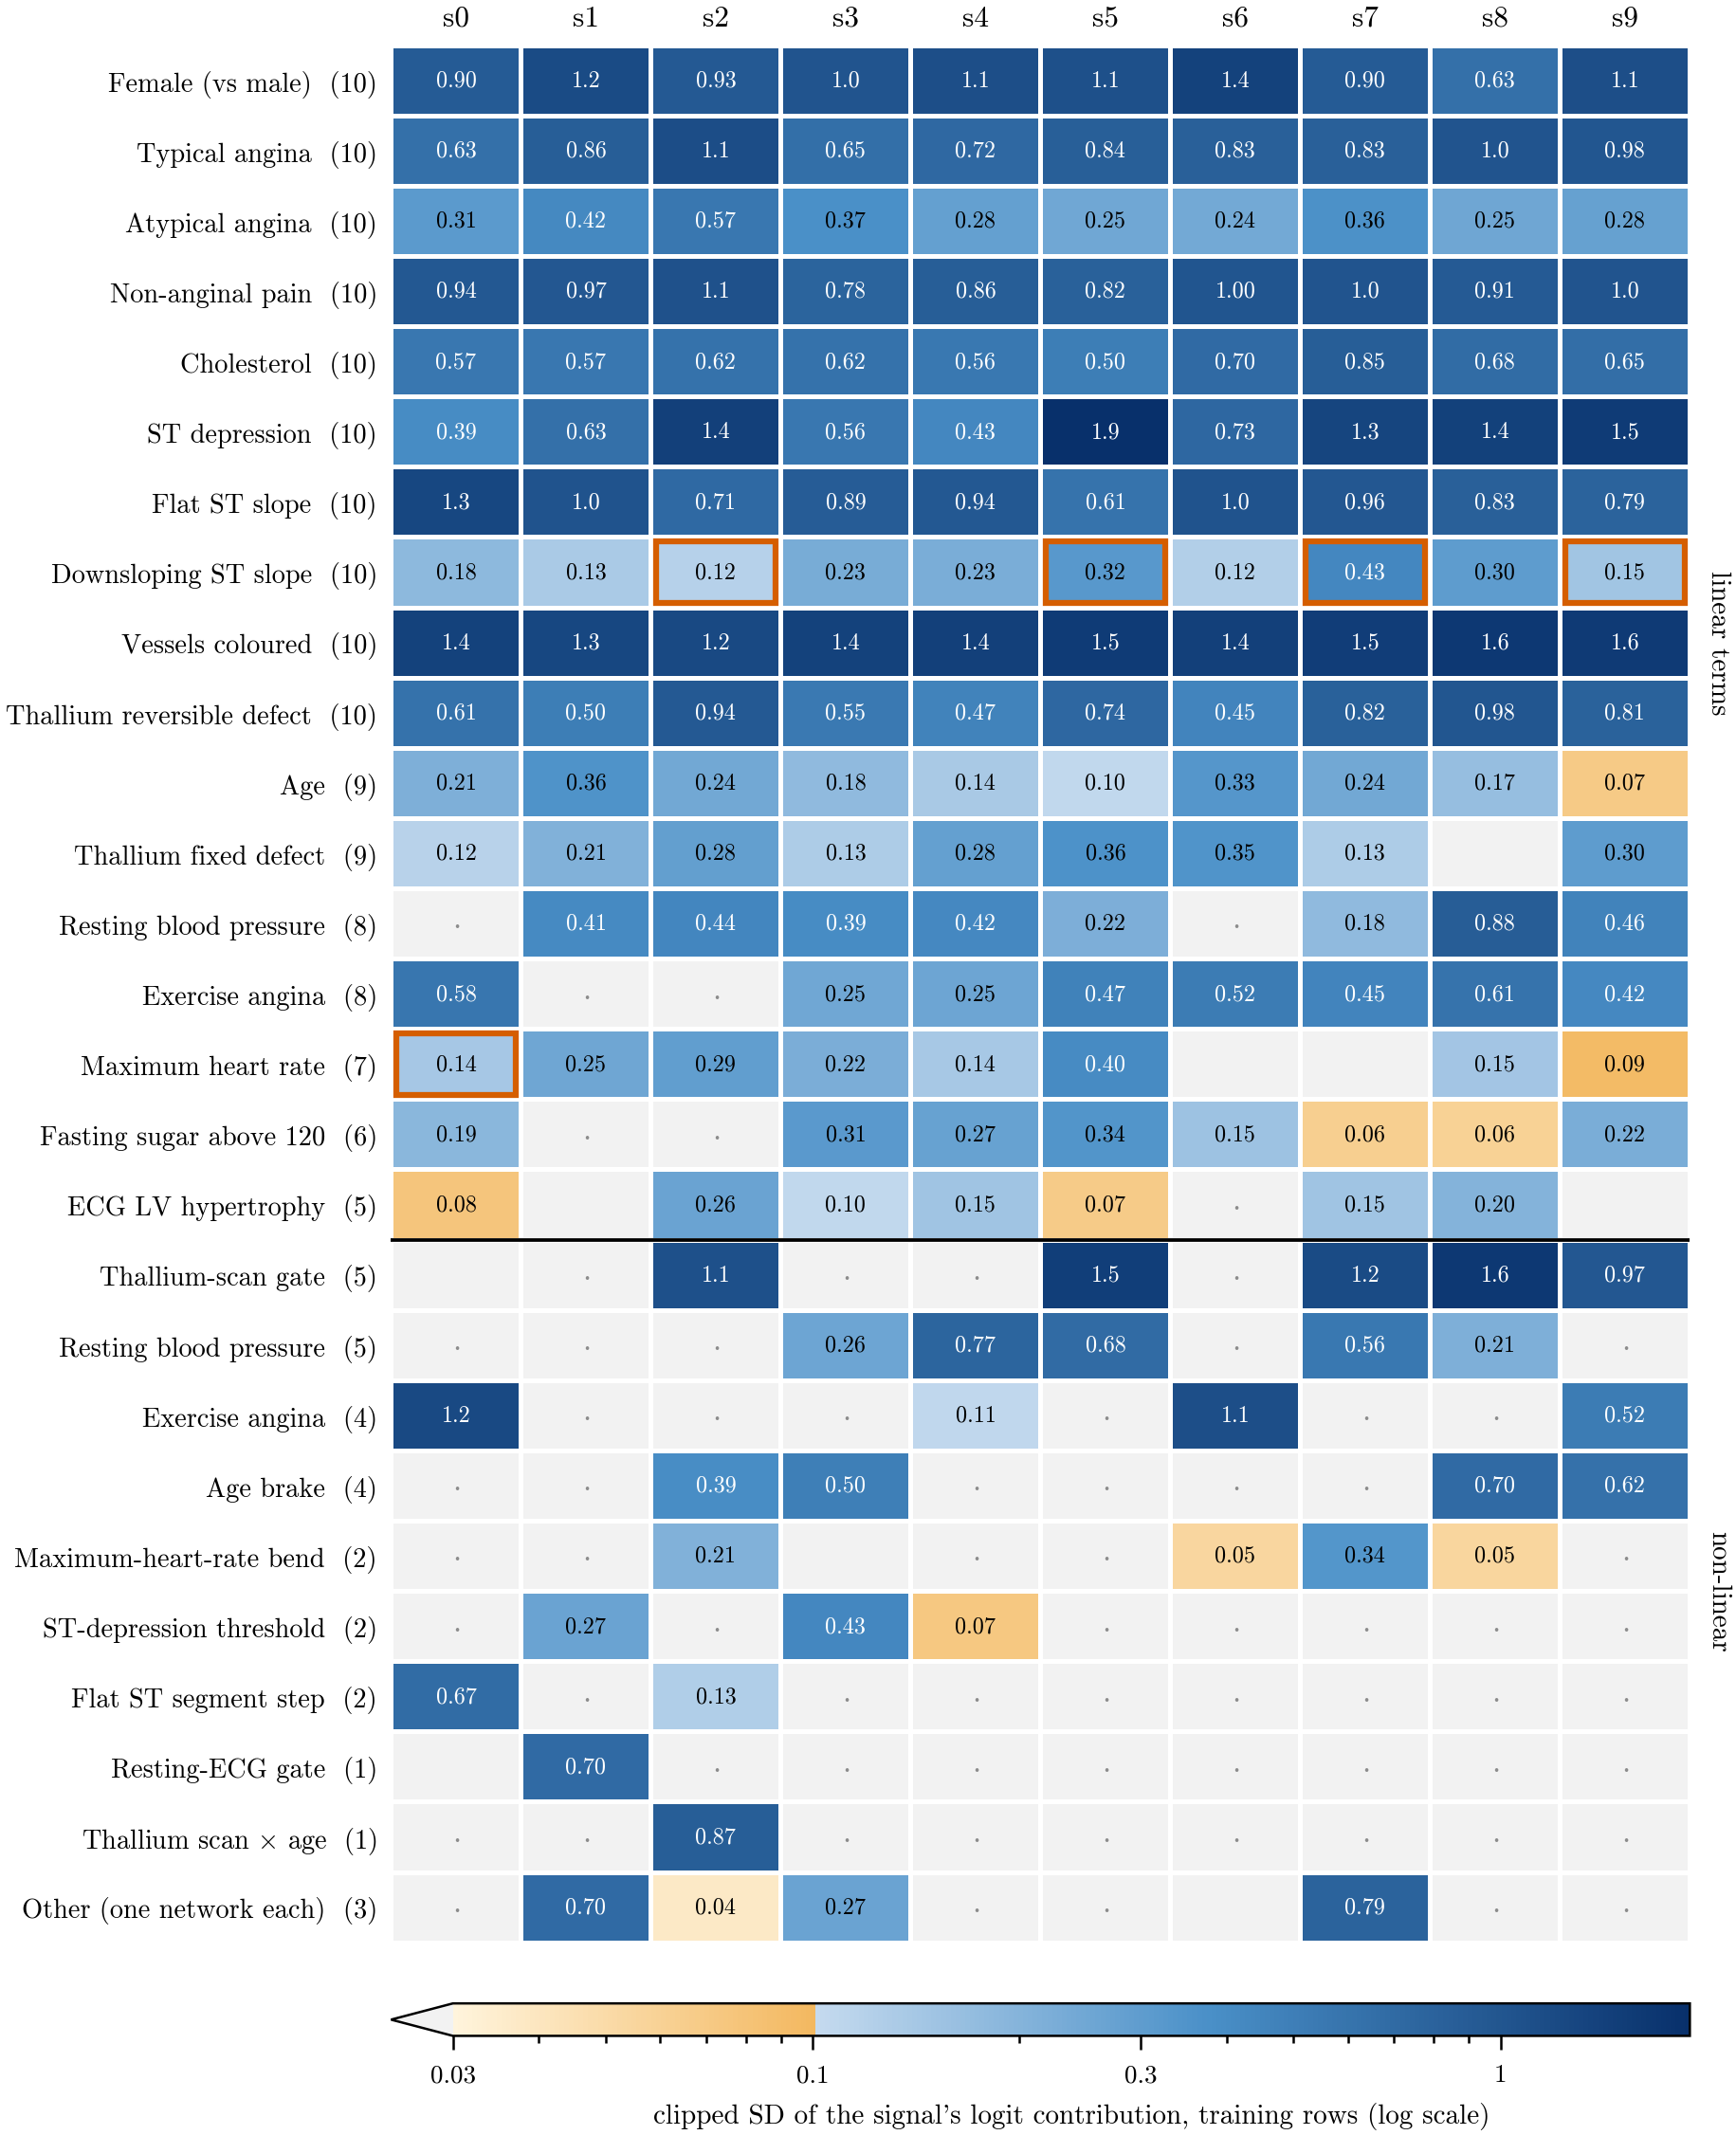 s0 s1 s2 s3 s4 s5 s6 s7 s8 s9
Female (vs male) (10) 0.90 1.2 0.93 1.0 1.1 1.1 1.4 0.90 0.63 1.1
Typical angina (10) 0.63 0.86 1.1 0.65 0.72 0.84 0.83 0.83 1.0 0.98
Atypical angina (10) 0.31 0.42 0.57 0.37 0.28 0.25 0.24 0.36 0.25 0.28
Non-anginal pain (10) 0.94 0.97 1.1 0.78 0.86 0.82 1.00 1.0 0.91 1.0
Cholesterol (10) 0.57 0.57 0.62 0.62 0.56 0.50 0.70 0.85 0.68 0.65
ST depression (10) 0.39 0.63 1.4 0.56 0.43 1.9 0.73 1.3 1.4 1.5
Flat ST slope (10) 1.3 1.0 0.71 0.89 0.94 0.61 1.0 0.96 0.83 0.79
Downsloping ST slope (10) 0.18 0.13 0.12 0.23 0.23 0.32 0.12 0.43 0.30 0.15
Vessels coloured (10) 1.4 1.3 1.2 1.4 1.4 1.5 1.4 1.5 1.6 1.6
Thallium reversible defect (10) 0.61 0.50 0.94 0.55 0.47 0.74 0.45 0.82 0.98 0.81
Age (9) 0.21 0.36 0.24 0.18 0.14 0.10 0.33 0.24 0.17 0.07
Thallium fixed defect (9) 0.12 0.21 0.28 0.13 0.28 0.36 0.35 0.13 0.30
Resting blood pressure (8) · 0.41 0.44 0.39 0.42 0.22 · 0.18 0.88 0.46
Exercise angina (8) 0.58 · · 0.25 0.25 0.47 0.52 0.45 0.61 0.42
Maximum heart rate (7) 0.14 0.25 0.29 0.22 0.14 0.40 0.15 0.09
Fasting sugar above 120 (6) 0.19 · · 0.31 0.27 0.34 0.15 0.06 0.06 0.22
ECG LV hypertrophy (5) 0.08 0.26 0.10 0.15 0.07 · 0.15 0.20
linear terms
Thallium-scan gate (5) · 1.1 · · 1.5 · 1.2 1.6 0.97
Resting blood pressure (5) · · · 0.26 0.77 0.68 · 0.56 0.21 ·
Exercise angina (4) 1.2 · · · 0.11 · 1.1 · · 0.52
Age brake (4) · · 0.39 0.50 · · · · 0.70 0.62
Maximum-heart-rate bend (2) · · 0.21 · · 0.05 0.34 0.05 ·
ST-depression threshold (2) · 0.27 · 0.43 0.07 · · · · ·
Flat ST segment step (2) 0.67 · 0.13 · · · · · · ·
Resting-ECG gate (1) 0.70 · · · · · · · ·
Thallium scan × age (1) · · 0.87 · · · · · · ·
Other (one network each) (3) · 0.70 0.04 0.27 · · 0.79 · ·
non-linear
0.03 0.1 0.3 1
clipped SD of the signal's logit contribution, training rows (log scale)